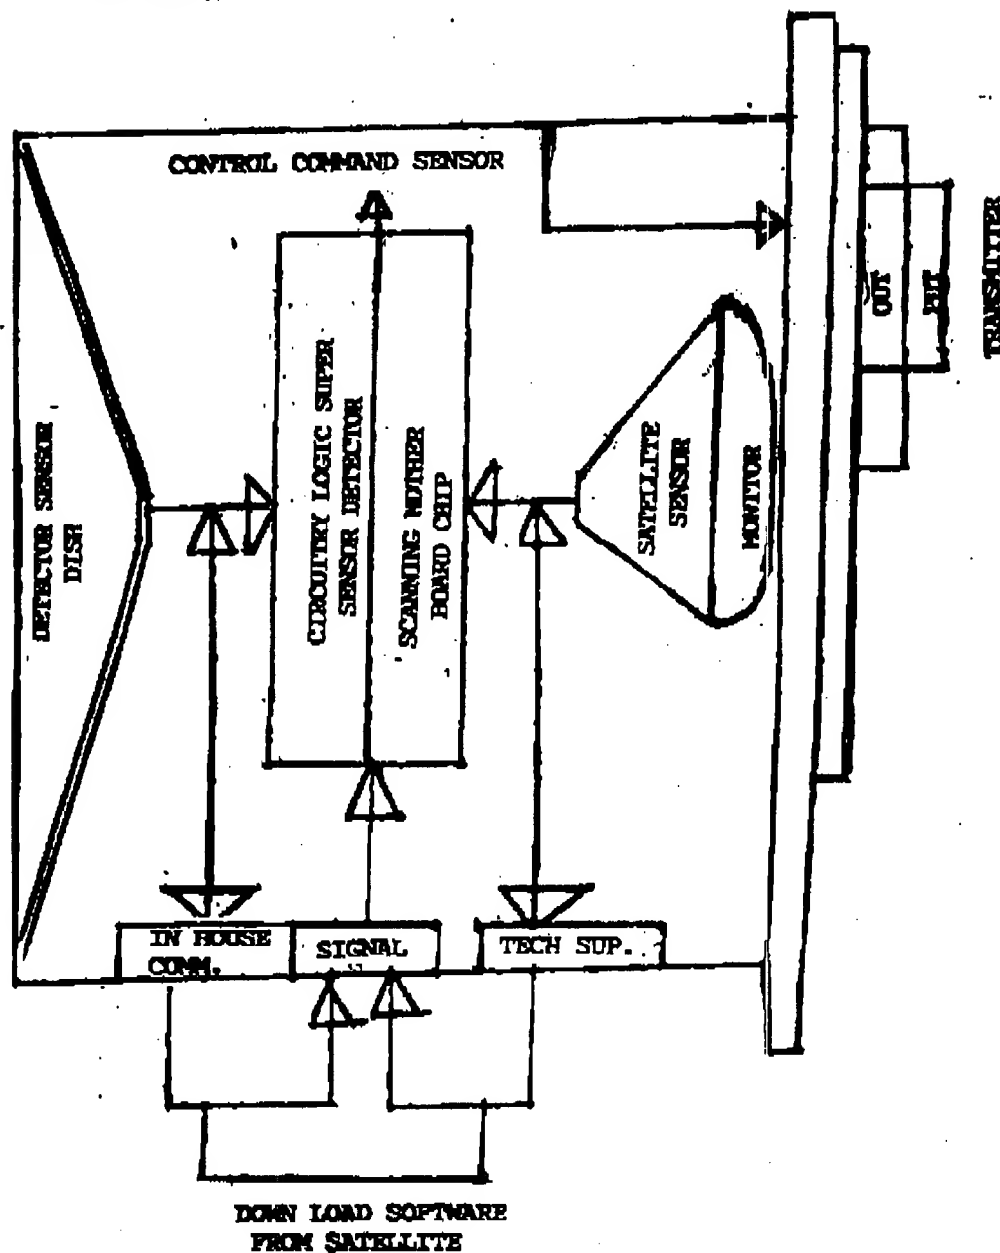 CONTROL COMMAND SENSOR
DETECTOR SENSOR
DISH
CIRCUITRY LOGIC SUPER
SENSOR DETECTOR
SCANNING MOTHER
BOARD CHIP
SATELLITE
SENSOR
MONITOR
OUT
PUT
TRANSMITTER
IN HOUSE
COMM.
SIGNAL
TECH SUP.
DOWN LOAD SOFTWARE
FROM SATELLITE